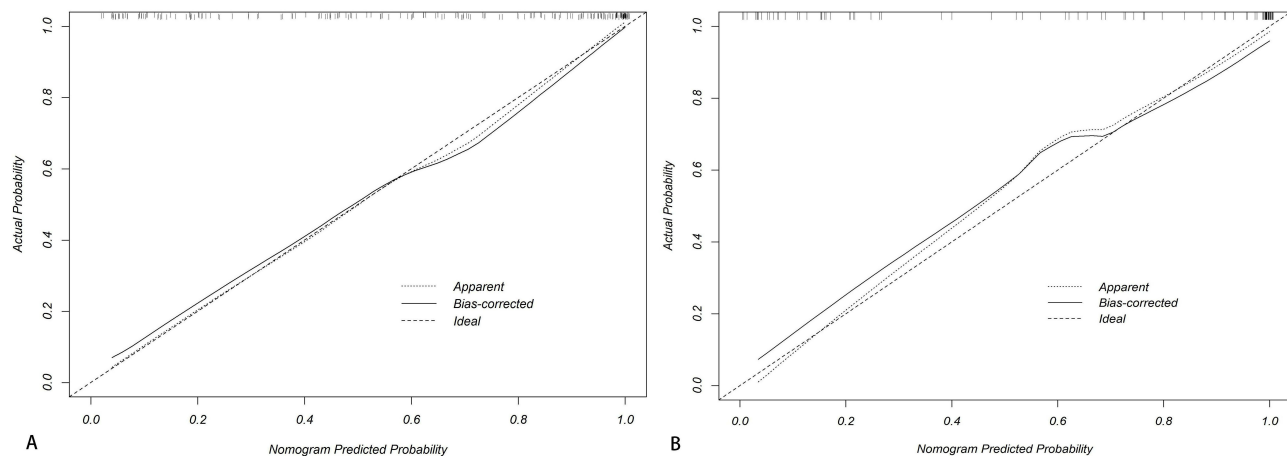 1.0
0.8
0.6
0.4
0.2
0.0
Actual Probability
Apparent
Bias-corrected
Ideal
0.0 0.2 0.4 0.6 0.8 1.0
Nomogram Predicted Probability
A
1.0
0.8
0.6
0.4
0.2
0.0
Actual Probability
Apparent
Bias-corrected
Ideal
0.0 0.2 0.4 0.6 0.8 1.0
Nomogram Predicted Probability
B